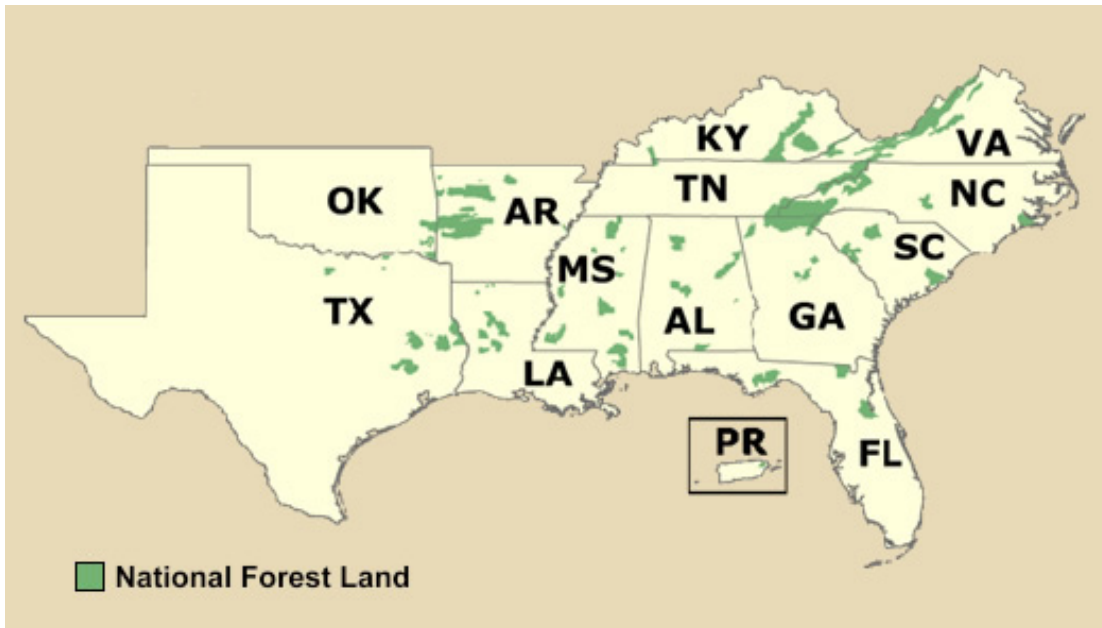 KY
VA
OK
AR
TN
NC
MS
SC
TX
AL
GA
LA
PR
FL
National Forest Land